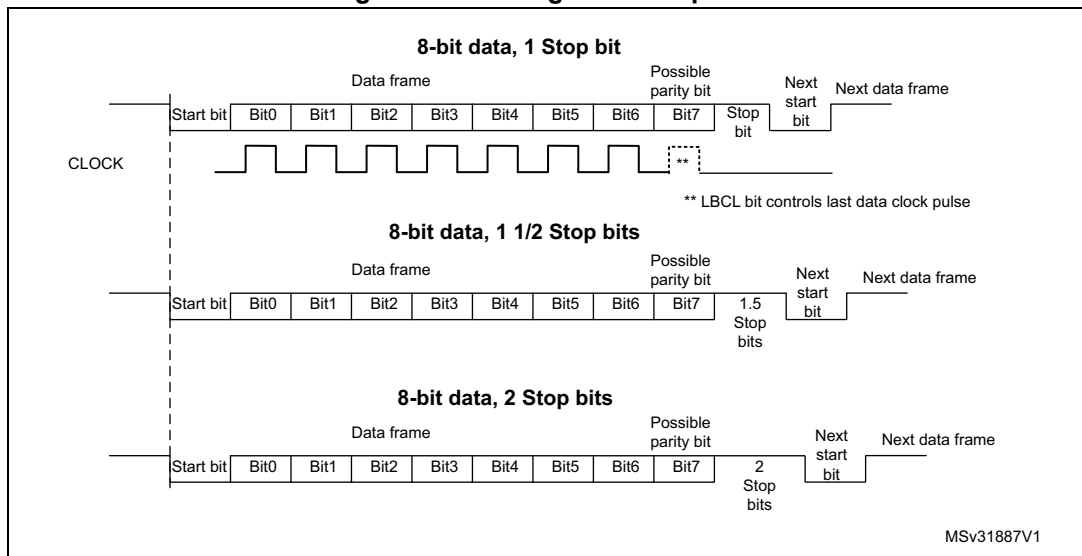 8-bit data, 1 Stop bit
Data frame
Possible
parity bit
Next
start
bit
Next data frame
Start bit Bit0 Bit1 Bit2 Bit3 Bit4 Bit5 Bit6 Bit7 Stop
bit
CLOCK
**
** LBCL bit controls last data clock pulse
8-bit data, 1 1/2 Stop bits
Data frame
Possible
parity bit
Next
start
bit
Next data frame
Start bit Bit0 Bit1 Bit2 Bit3 Bit4 Bit5 Bit6 Bit7 1.5
Stop
bits
8-bit data, 2 Stop bits
Data frame
Possible
parity bit
Next
start
bit
Next data frame
Start bit Bit0 Bit1 Bit2 Bit3 Bit4 Bit5 Bit6 Bit7 2
Stop
bits
MSv31887V1